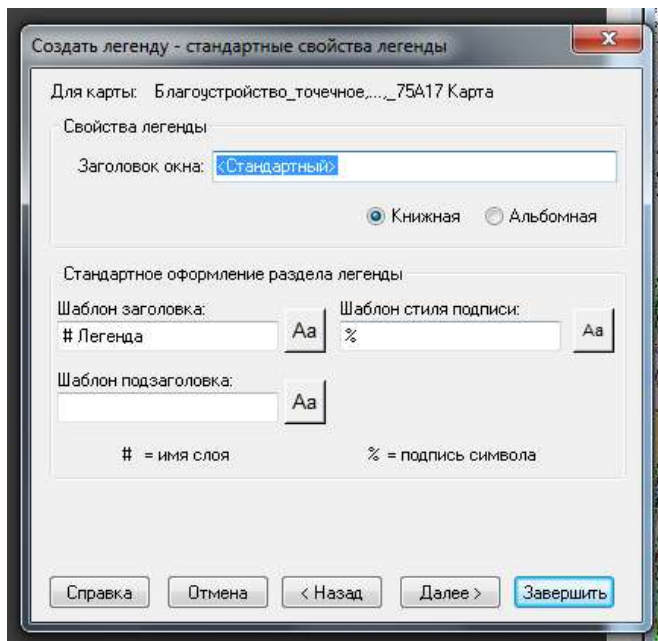 Создать легенду - стандартные свойства легенды
Для карты: Благоустройство_точечное,...,_75A17 Карта
Свойства легенды
Заголовок окна: <Стандартный>
Книжная Альбомная
Стандартное оформление раздела легенды
Шаблон заголовка: Шаблон стиля подписи:
# Легенда Aa % Aa
Шаблон подзаголовка:
Aa
# = имя слоя % = подпись символа
Справка Отмена < Назад Далее > Завершить